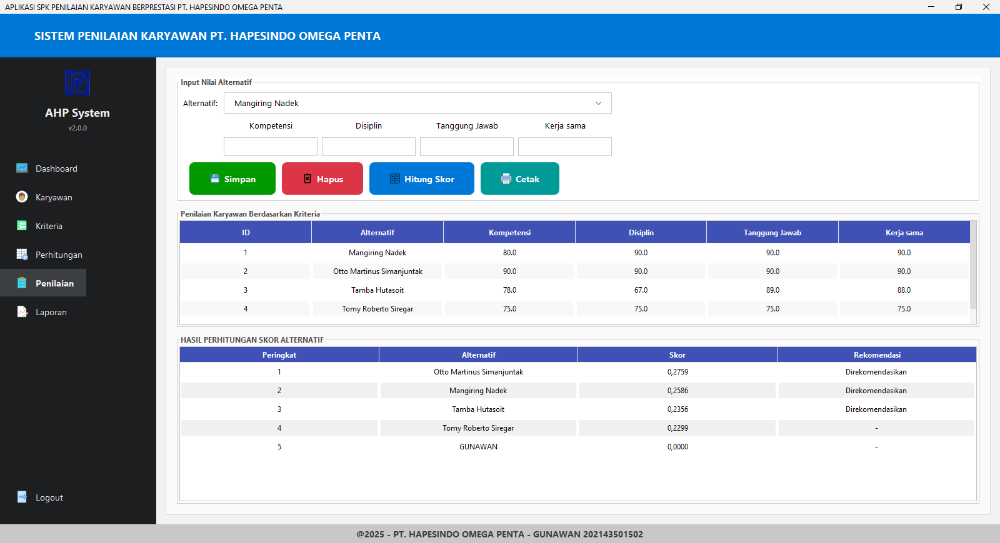 APLIKASI SPK PENILAIAN KARYAWAN BERPRESTASI PT. HAPESINDO OMEGA PENTA
SISTEM PENILAIAN KARYAWAN PT. HAPESINDO OMEGA PENTA
AHP System
v2.0.0
Dashboard
Karyawan
Kriteria
Perhitungan
Penilaian
Laporan
Logout
Input Nilai Alternatif
Alternatif: Mangiring Nadek
Kompetensi Disiplin Tanggung Jawab Kerja sama
Simpan Hapus Hitung Skor Cetak
Penilaian Karyawan Berdasarkan Kriteria
ID Alternatif Kompetensi Disiplin Tanggung Jawab Kerja sama
1 Mangiring Nadek 80.0 90.0 90.0 90.0
2 Otto Martinus Simanjuntak 90.0 90.0 90.0 90.0
3 Tamba Hutasoit 78.0 67.0 89.0 88.0
4 Tomy Roberto Siregar 75.0 75.0 75.0 75.0
HASIL PERHITUNGAN SKOR ALTERNATIF
Peringkat Alternatif Skor Rekomendasi
1 Otto Martinus Simanjuntak 0,2759 Direkomendasikan
2 Mangiring Nadek 0,2586 Direkomendasikan
3 Tamba Hutasoit 0,2356 Direkomendasikan
4 Tomy Roberto Siregar 0,2299 -
5 GUNAWAN 0,0000 -
@2025 - PT. HAPESINDO OMEGA PENTA - GUNAWAN 202143501502